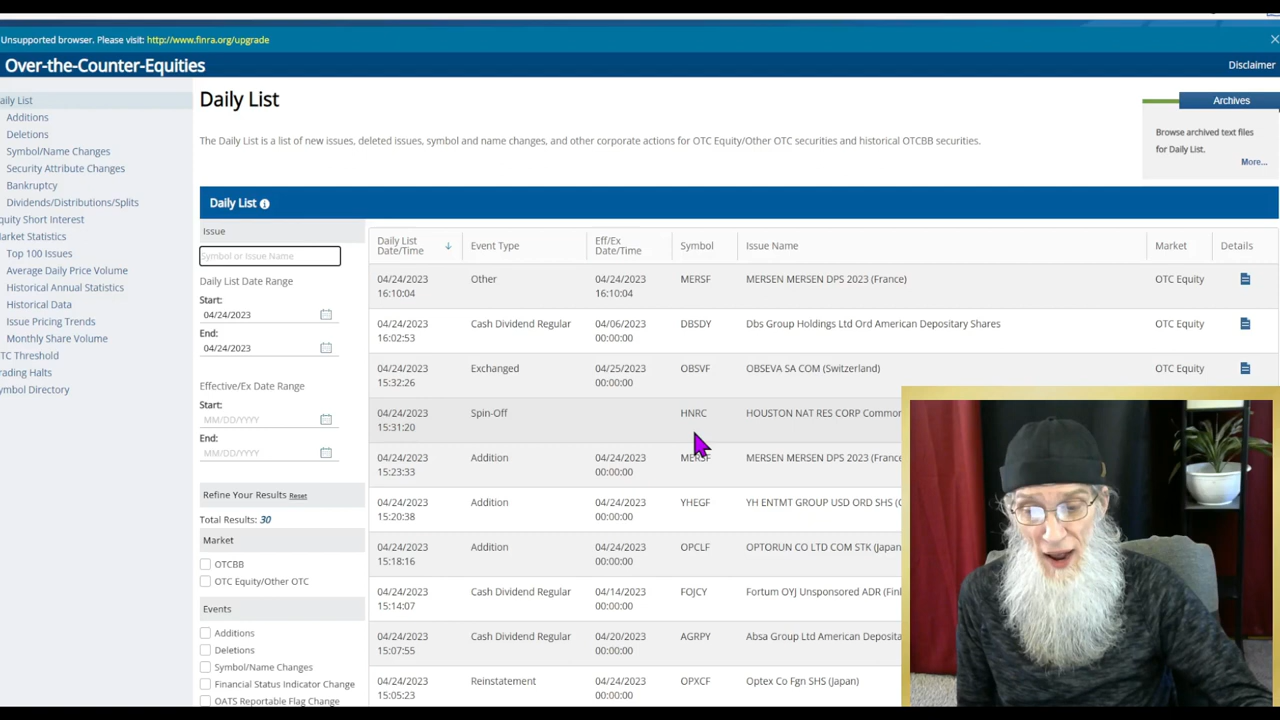 Unsupported browser. Please visit: http://www.finra.org/upgrade
Over-the-Counter-Equities
Disclaimer
aily List
Additions
Deletions
Symbol/Name Changes
Security Attribute Changes
Bankruptcy
Dividends/Distributions/Splits
quity Short Interest
arket Statistics
Top 100 Issues
Average Daily Price Volume
Historical Annual Statistics
Historical Data
Issue Pricing Trends
Monthly Share Volume
TC Threshold
rading Halts
ymbol Directory
Daily List
The Daily List is a list of new issues, deleted issues, symbol and name changes, and other corporate actions for OTC Equity/Other OTC securities and historical OTCBB securities.
Archives
Browse archived text files
for Daily List.
More...
Daily List
Issue
Symbol or Issue Name
Daily List Date Range
Start:
04/24/2023
End:
04/24/2023
Effective/Ex Date Range
Start:
MM/DD/YYYY
End:
MM/DD/YYYY
Refine Your Results Reset
Total Results: 30
Market
OTCBB
OTC Equity/Other OTC
Events
Additions
Deletions
Symbol/Name Changes
Financial Status Indicator Change
OATS Reportable Flag Change
Daily List Date/Time Event Type Eff/Ex Date/Time Symbol Issue Name Market Details
04/24/2023 Other 04/24/2023 MERSF MERSEN MERSEN DPS 2023 (France) OTC Equity
16:10:04 16:10:04
04/24/2023 Cash Dividend Regular 04/06/2023 DBSDY Dbs Group Holdings Ltd Ord American Depositary Shares OTC Equity
16:02:53 00:00:00
04/24/2023 Exchanged 04/25/2023 OBSVF OBSEVA SA COM (Switzerland) OTC Equity
15:32:26 00:00:00
04/24/2023 Spin-Off HNRC HOUSTON NAT RES CORP Common
15:31:20
04/24/2023 Addition 04/24/2023 MERSF MERSEN MERSEN DPS 2023 (France
15:23:33 00:00:00
04/24/2023 Addition 04/24/2023 YHEGF YH ENTMT GROUP USD ORD SHS (
15:20:38 00:00:00
04/24/2023 Addition 04/24/2023 OPCLF OPTORUN CO LTD COM STK (Japan
15:18:16 00:00:00
04/24/2023 Cash Dividend Regular 04/14/2023 FOJCY Fortum OYJ Unsponsored ADR (Fin
15:14:07 00:00:00
04/24/2023 Cash Dividend Regular 04/20/2023 AGRPY Absa Group Ltd American Deposita
15:07:55 00:00:00
04/24/2023 Reinstatement 04/24/2023 OPXCF Optex Co Fgn SHS (Japan)
15:05:23 00:00:00